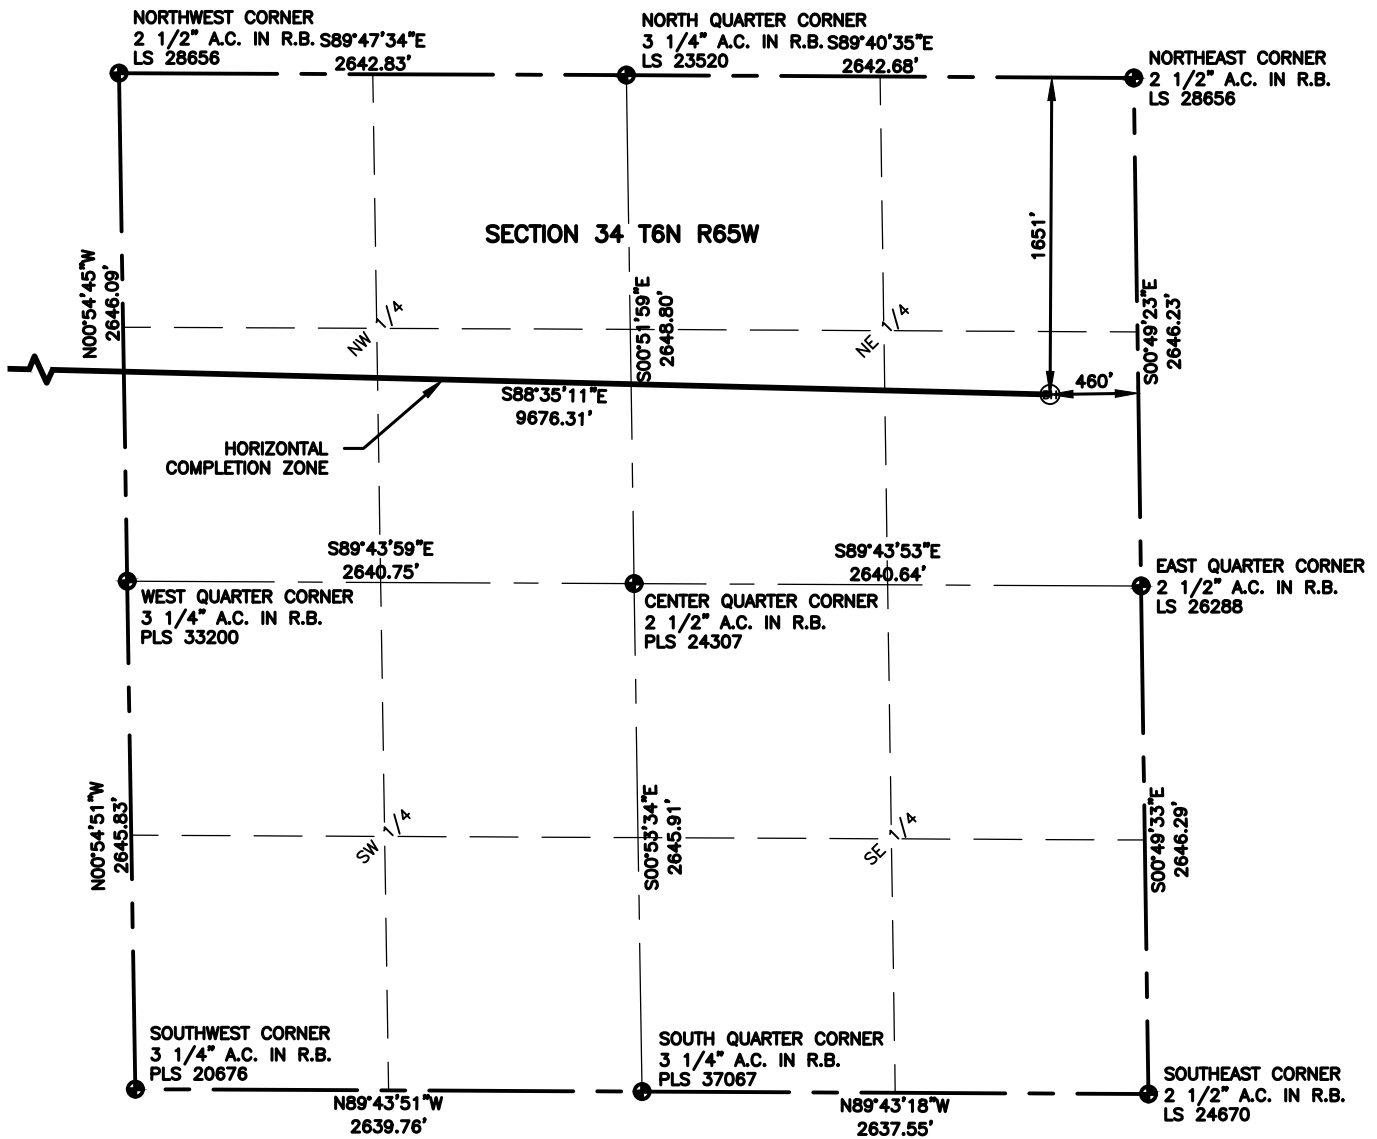 NORTHWEST CORNER
2 1/2" A.C. IN R.B.
LS 28656
S89°47'34"E
2642.83'
NORTH QUARTER CORNER
3 1/4" A.C. IN R.B.
LS 23520
S89°40'35"E
2642.68'
NORTHEAST CORNER
2 1/2" A.C. IN R.B.
LS 28656
SECTION 34 T6N R65W
1651'
N00°54'45"W
2646.09'
NW 1/4
S00°51'59"E
2648.80'
NE 1/4
S00°49'23"E
2646.23'
460'
BH
S88°35'11"E
9676.31'
HORIZONTAL
COMPLETION ZONE
S89°43'59"E
2640.75'
S89°43'53"E
2640.64'
WEST QUARTER CORNER
3 1/4" A.C. IN R.B.
PLS 33200
CENTER QUARTER CORNER
2 1/2" A.C. IN R.B.
PLS 24307
EAST QUARTER CORNER
2 1/2" A.C. IN R.B.
LS 26288
N00°54'51"W
2645.83'
SW 1/4
S00°53'34"E
2645.91'
SE 1/4
S00°49'33"E
2646.29'
SOUTHWEST CORNER
3 1/4" A.C. IN R.B.
PLS 20676
N89°43'51"W
2639.76'
SOUTH QUARTER CORNER
3 1/4" A.C. IN R.B.
PLS 37067
N89°43'18"W
2637.55'
SOUTHEAST CORNER
2 1/2" A.C. IN R.B.
LS 24670